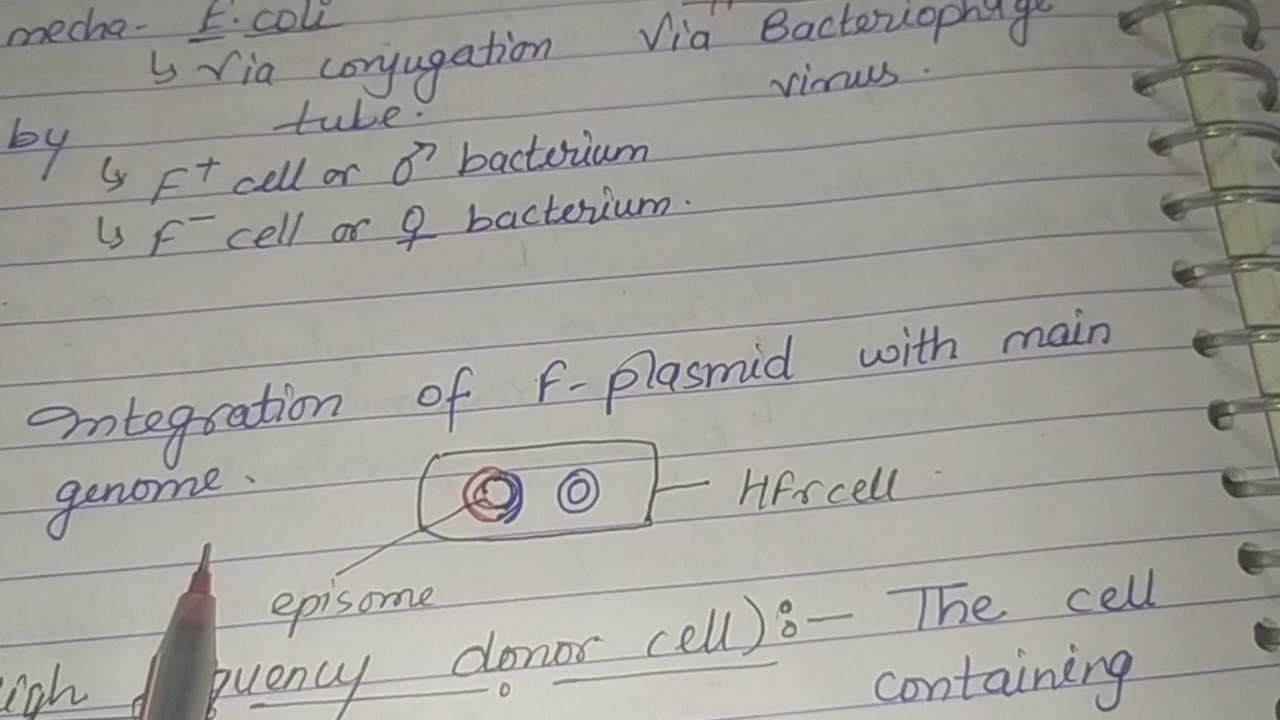 mecha- E. coli
↳ via conjugation Via Bacteriophage
tube. virus.
by
↳ F+ cell or ♂ bacterium
↳ F- cell or ♀ bacterium.
Integration of F-plasmid with main
genome.
Hfr cell
episome
donor cell):- The cell
containing